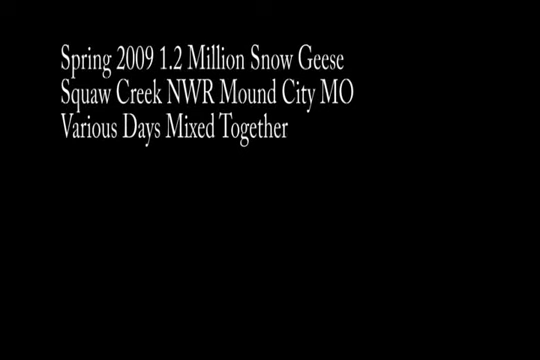 Spring 2009 1.2 Million Snow Geese
Squaw Creek NWR Mound City MO
Various Days Mixed Together